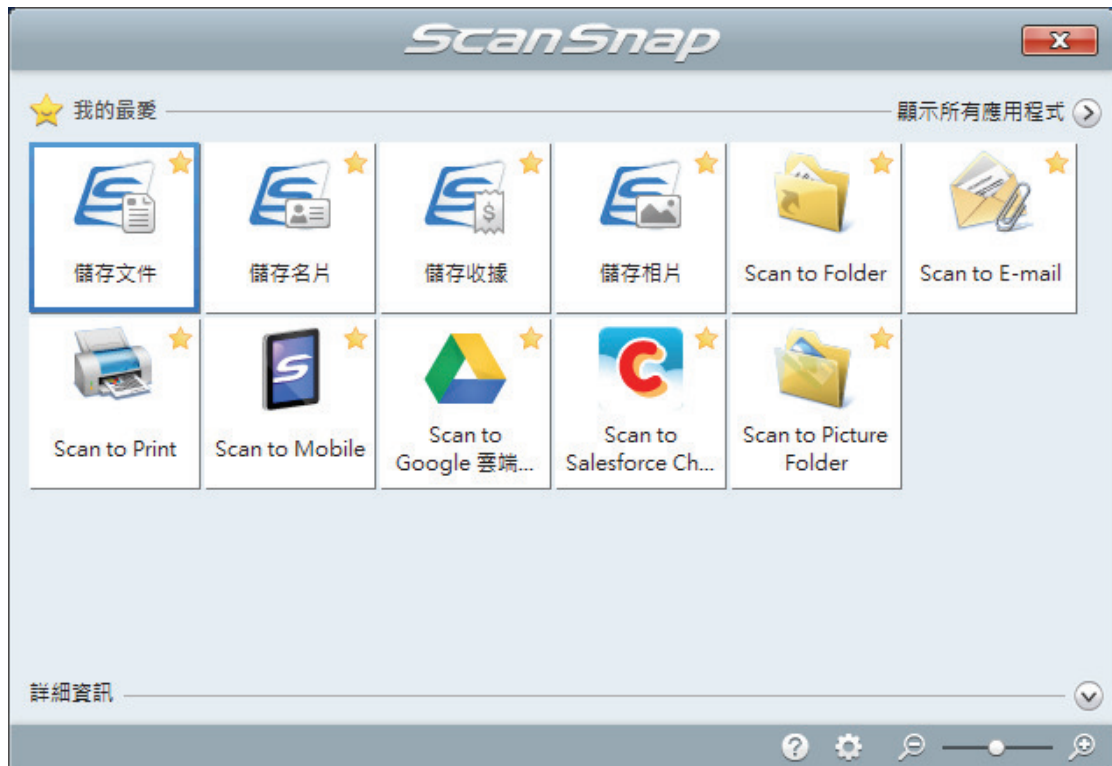 ScanSnap
我的最愛
顯示所有應用程式
儲存文件
儲存名片
儲存收據
儲存相片
Scan to Folder
Scan to E-mail
Scan to Print
Scan to Mobile
Scan to
Google 雲端...
Scan to
Salesforce Ch...
Scan to Picture
Folder
詳細資訊